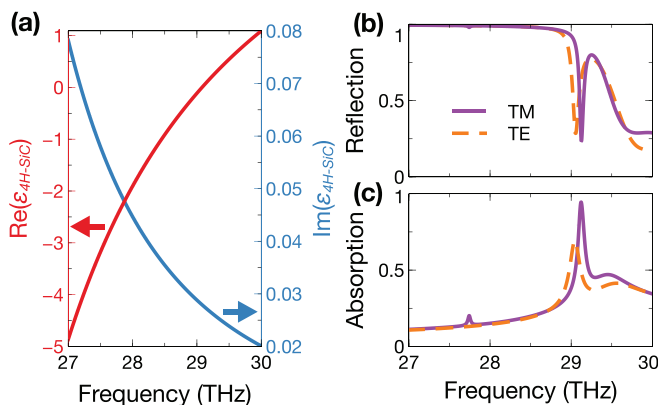 (a)
Re(ε4H-SiC)
1
0
−1
−2
−3
−4
−5
27
28
29
30
Frequency (THz)
0.08
0.07
0.06
0.05
0.04
0.03
0.02
Im(ε4H-SiC)
(b)
Reflection
1
0.5
0
TM
TE
(c)
Absorption
1
0.5
0
27
28
29
30
Frequency (THz)